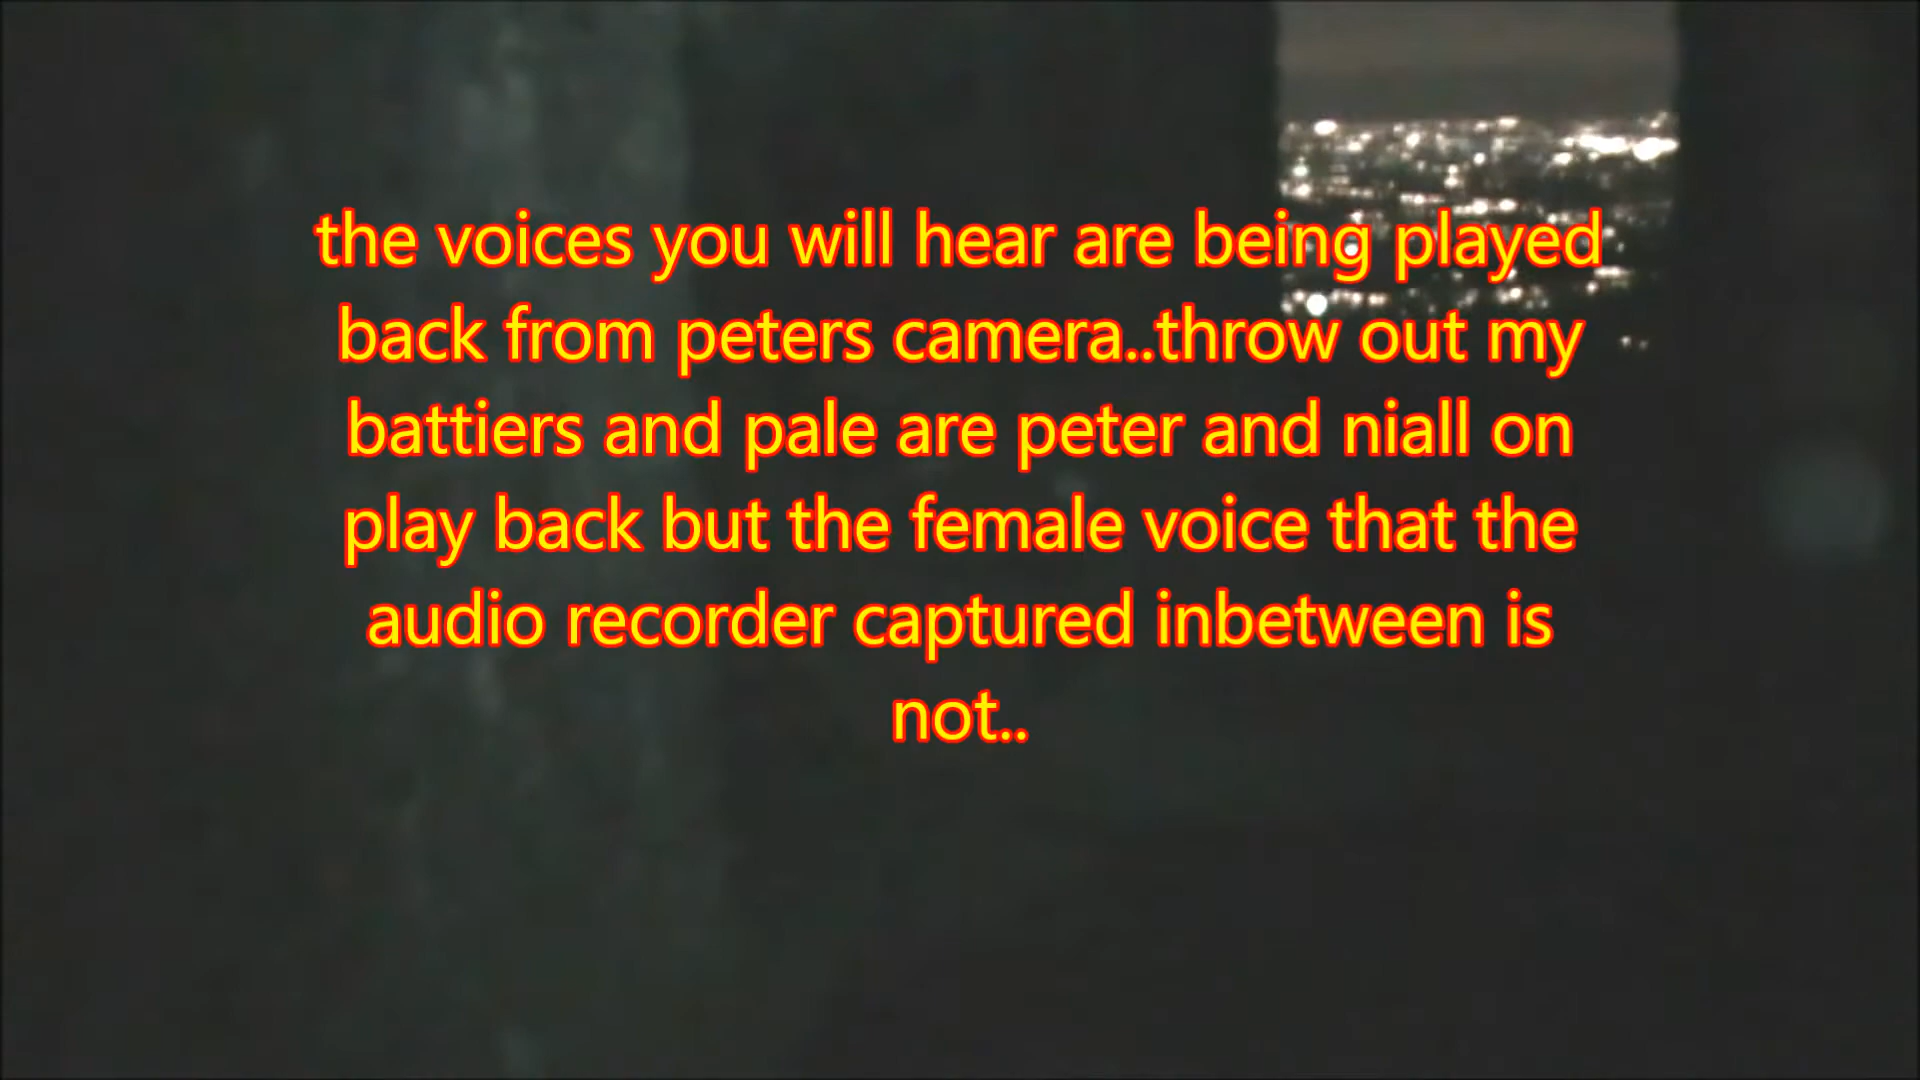 the voices you will hear are being played
back from peters camera..throw out my
battiers and pale are peter and niall on
play back but the female voice that the
audio recorder captured inbetween is
not..